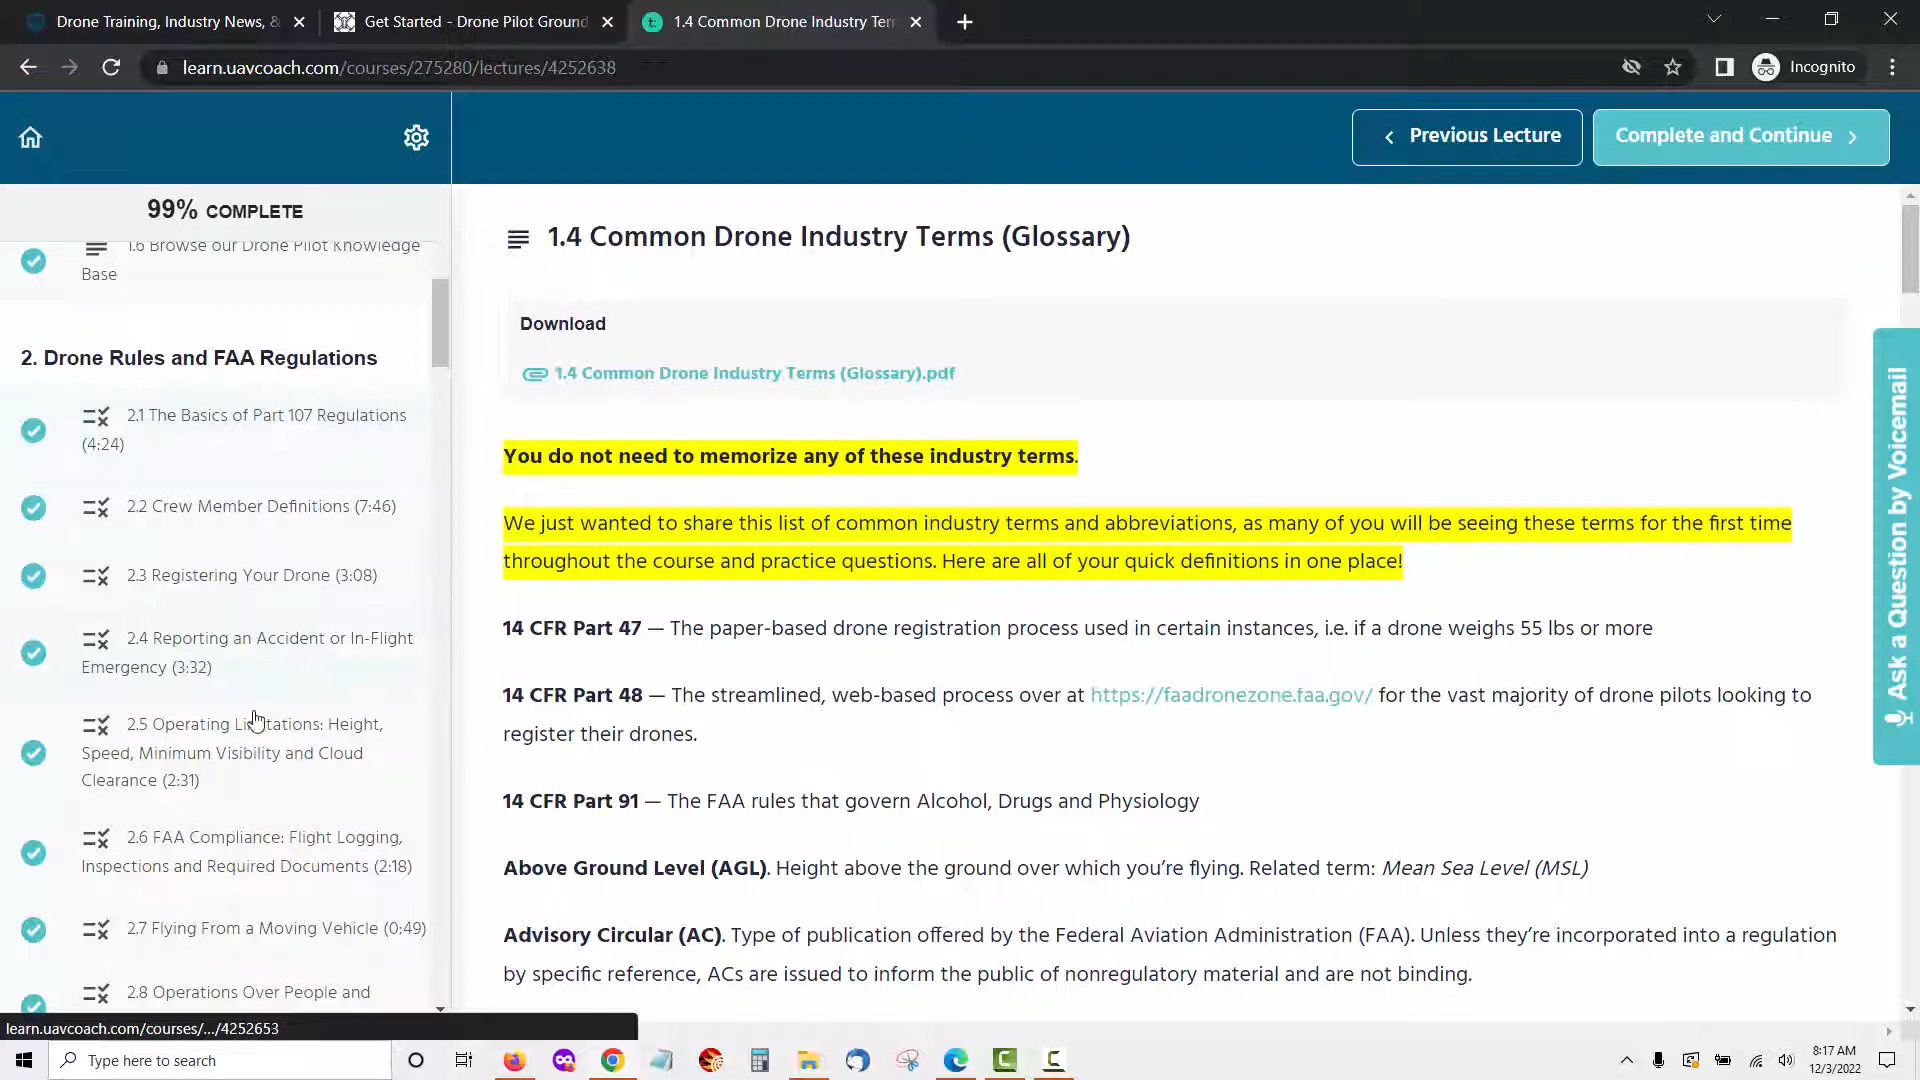 Drone Training, Industry News, &
Get Started - Drone Pilot Ground
t:
1.4 Common Drone Industry Ter
learn.uavcoach.com/courses/275280/lectures/4252638
Incognito
Previous Lecture
Complete and Continue
99% COMPLETE
1.6 Browse our Drone Pilot Knowledge
Base
2. Drone Rules and FAA Regulations
2.1 The Basics of Part 107 Regulations
(4:24)
2.2 Crew Member Definitions (7:46)
2.3 Registering Your Drone (3:08)
2.4 Reporting an Accident or In-Flight
Emergency (3:32)
2.5 Operating Limitations: Height,
Speed, Minimum Visibility and Cloud
Clearance (2:31)
2.6 FAA Compliance: Flight Logging,
Inspections and Required Documents (2:18)
2.7 Flying From a Moving Vehicle (0:49)
2.8 Operations Over People and
1.4 Common Drone Industry Terms (Glossary)
Download
1.4 Common Drone Industry Terms (Glossary).pdf
You do not need to memorize any of these industry terms.
We just wanted to share this list of common industry terms and abbreviations, as many of you will be seeing these terms for the first time
throughout the course and practice questions. Here are all of your quick definitions in one place!
14 CFR Part 47 — The paper-based drone registration process used in certain instances, i.e. if a drone weighs 55 lbs or more
14 CFR Part 48 — The streamlined, web-based process over at https://faadronezone.faa.gov/ for the vast majority of drone pilots looking to
register their drones.
14 CFR Part 91 — The FAA rules that govern Alcohol, Drugs and Physiology
Above Ground Level (AGL). Height above the ground over which you're flying. Related term: Mean Sea Level (MSL)
Advisory Circular (AC). Type of publication offered by the Federal Aviation Administration (FAA). Unless they're incorporated into a regulation
by specific reference, ACs are issued to inform the public of nonregulatory material and are not binding.
Ask a Question by Voicemail
learn.uavcoach.com/courses/.../4252653
Type here to search
8:17 AM
12/3/2022